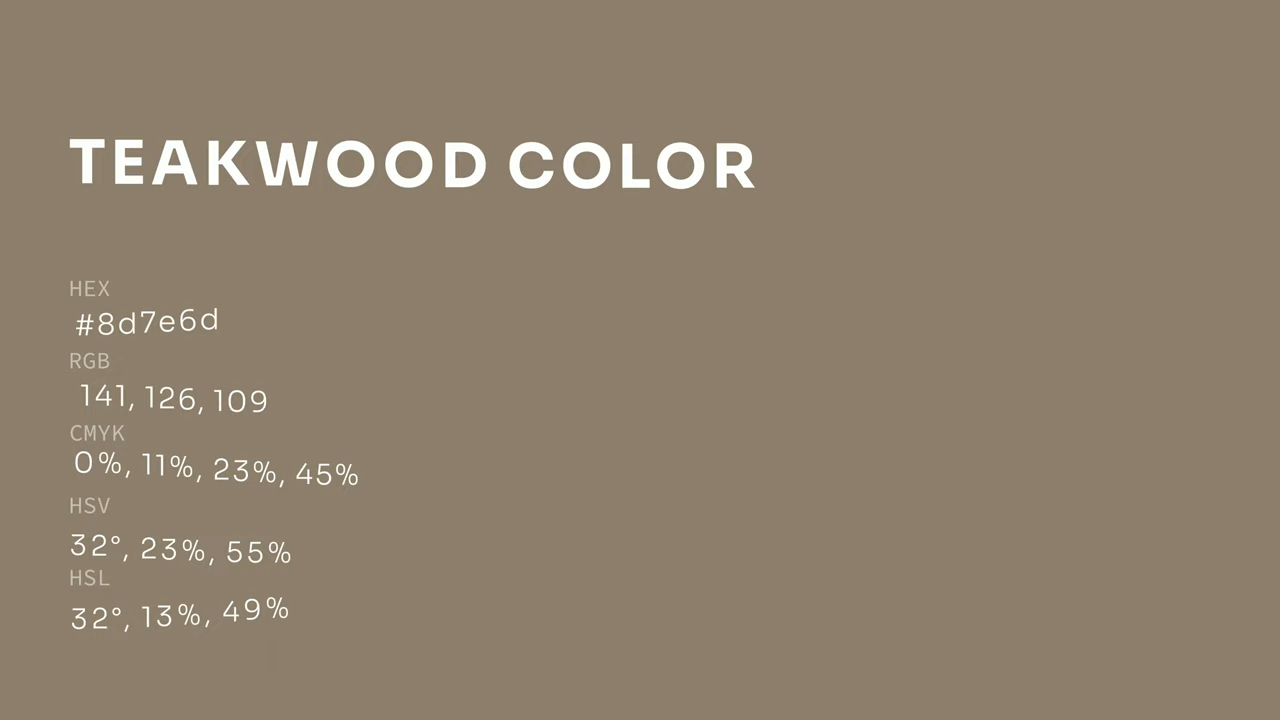 TEAKWOOD COLOR
HEX
#8d7e6d
RGB
141, 126, 109
CMYK
0%, 11%, 23%, 45%
HSV
32°, 23%, 55%
HSL
32°, 13%, 49%